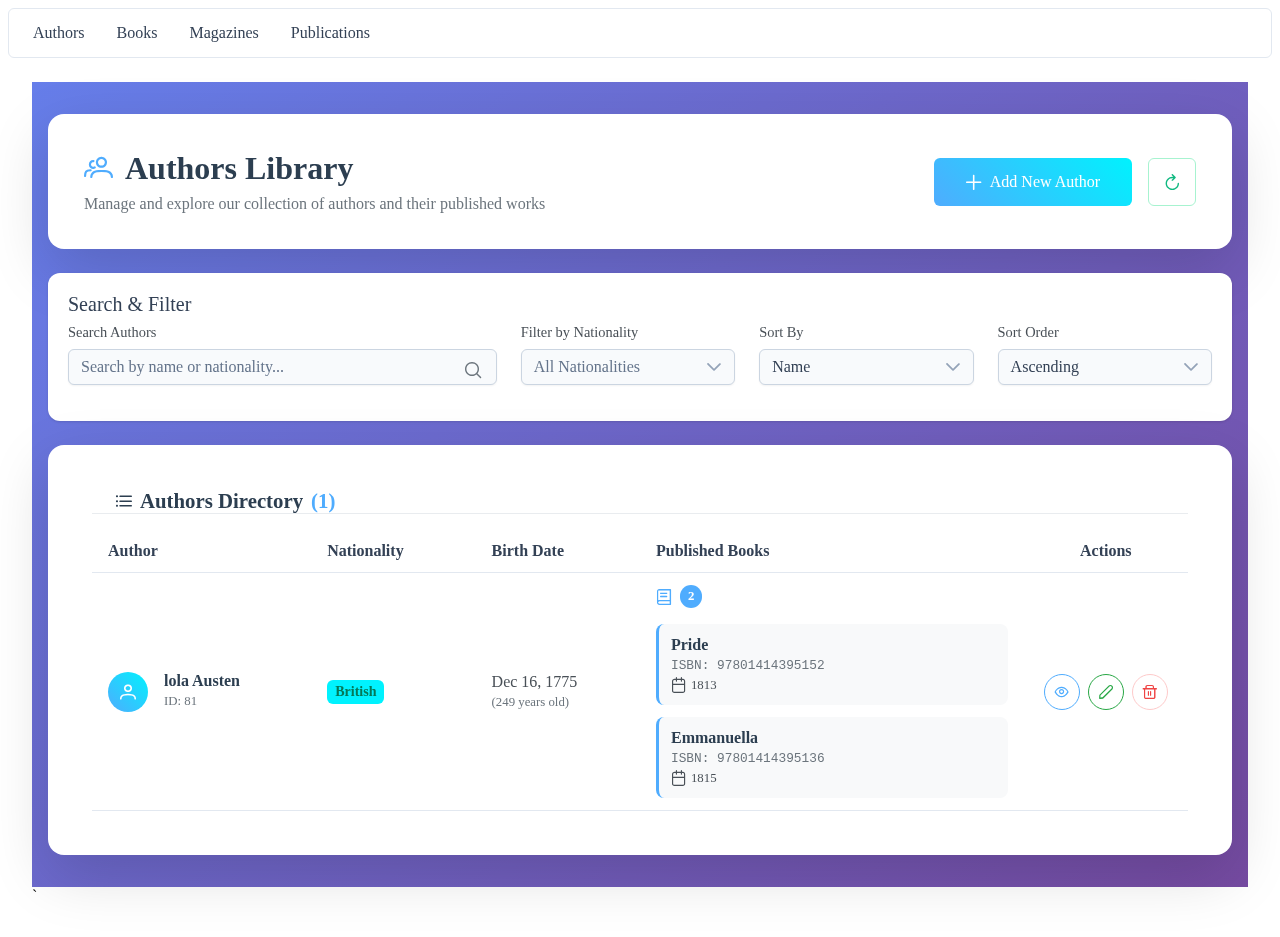 Authors Books Magazines Publications
Authors Library
Manage and explore our collection of authors and their published works
Add New Author
Search & Filter
Search Authors Filter by Nationality Sort By Sort Order
Search by name or nationality... All Nationalities Name Ascending
Authors Directory (1)
Author Nationality Birth Date Published Books Actions
2
Pride
ISBN: 97801414395152
1813
lola Austen
ID: 81
British
Dec 16, 1775
(249 years old)
Emmanuella
ISBN: 97801414395136
1815
`